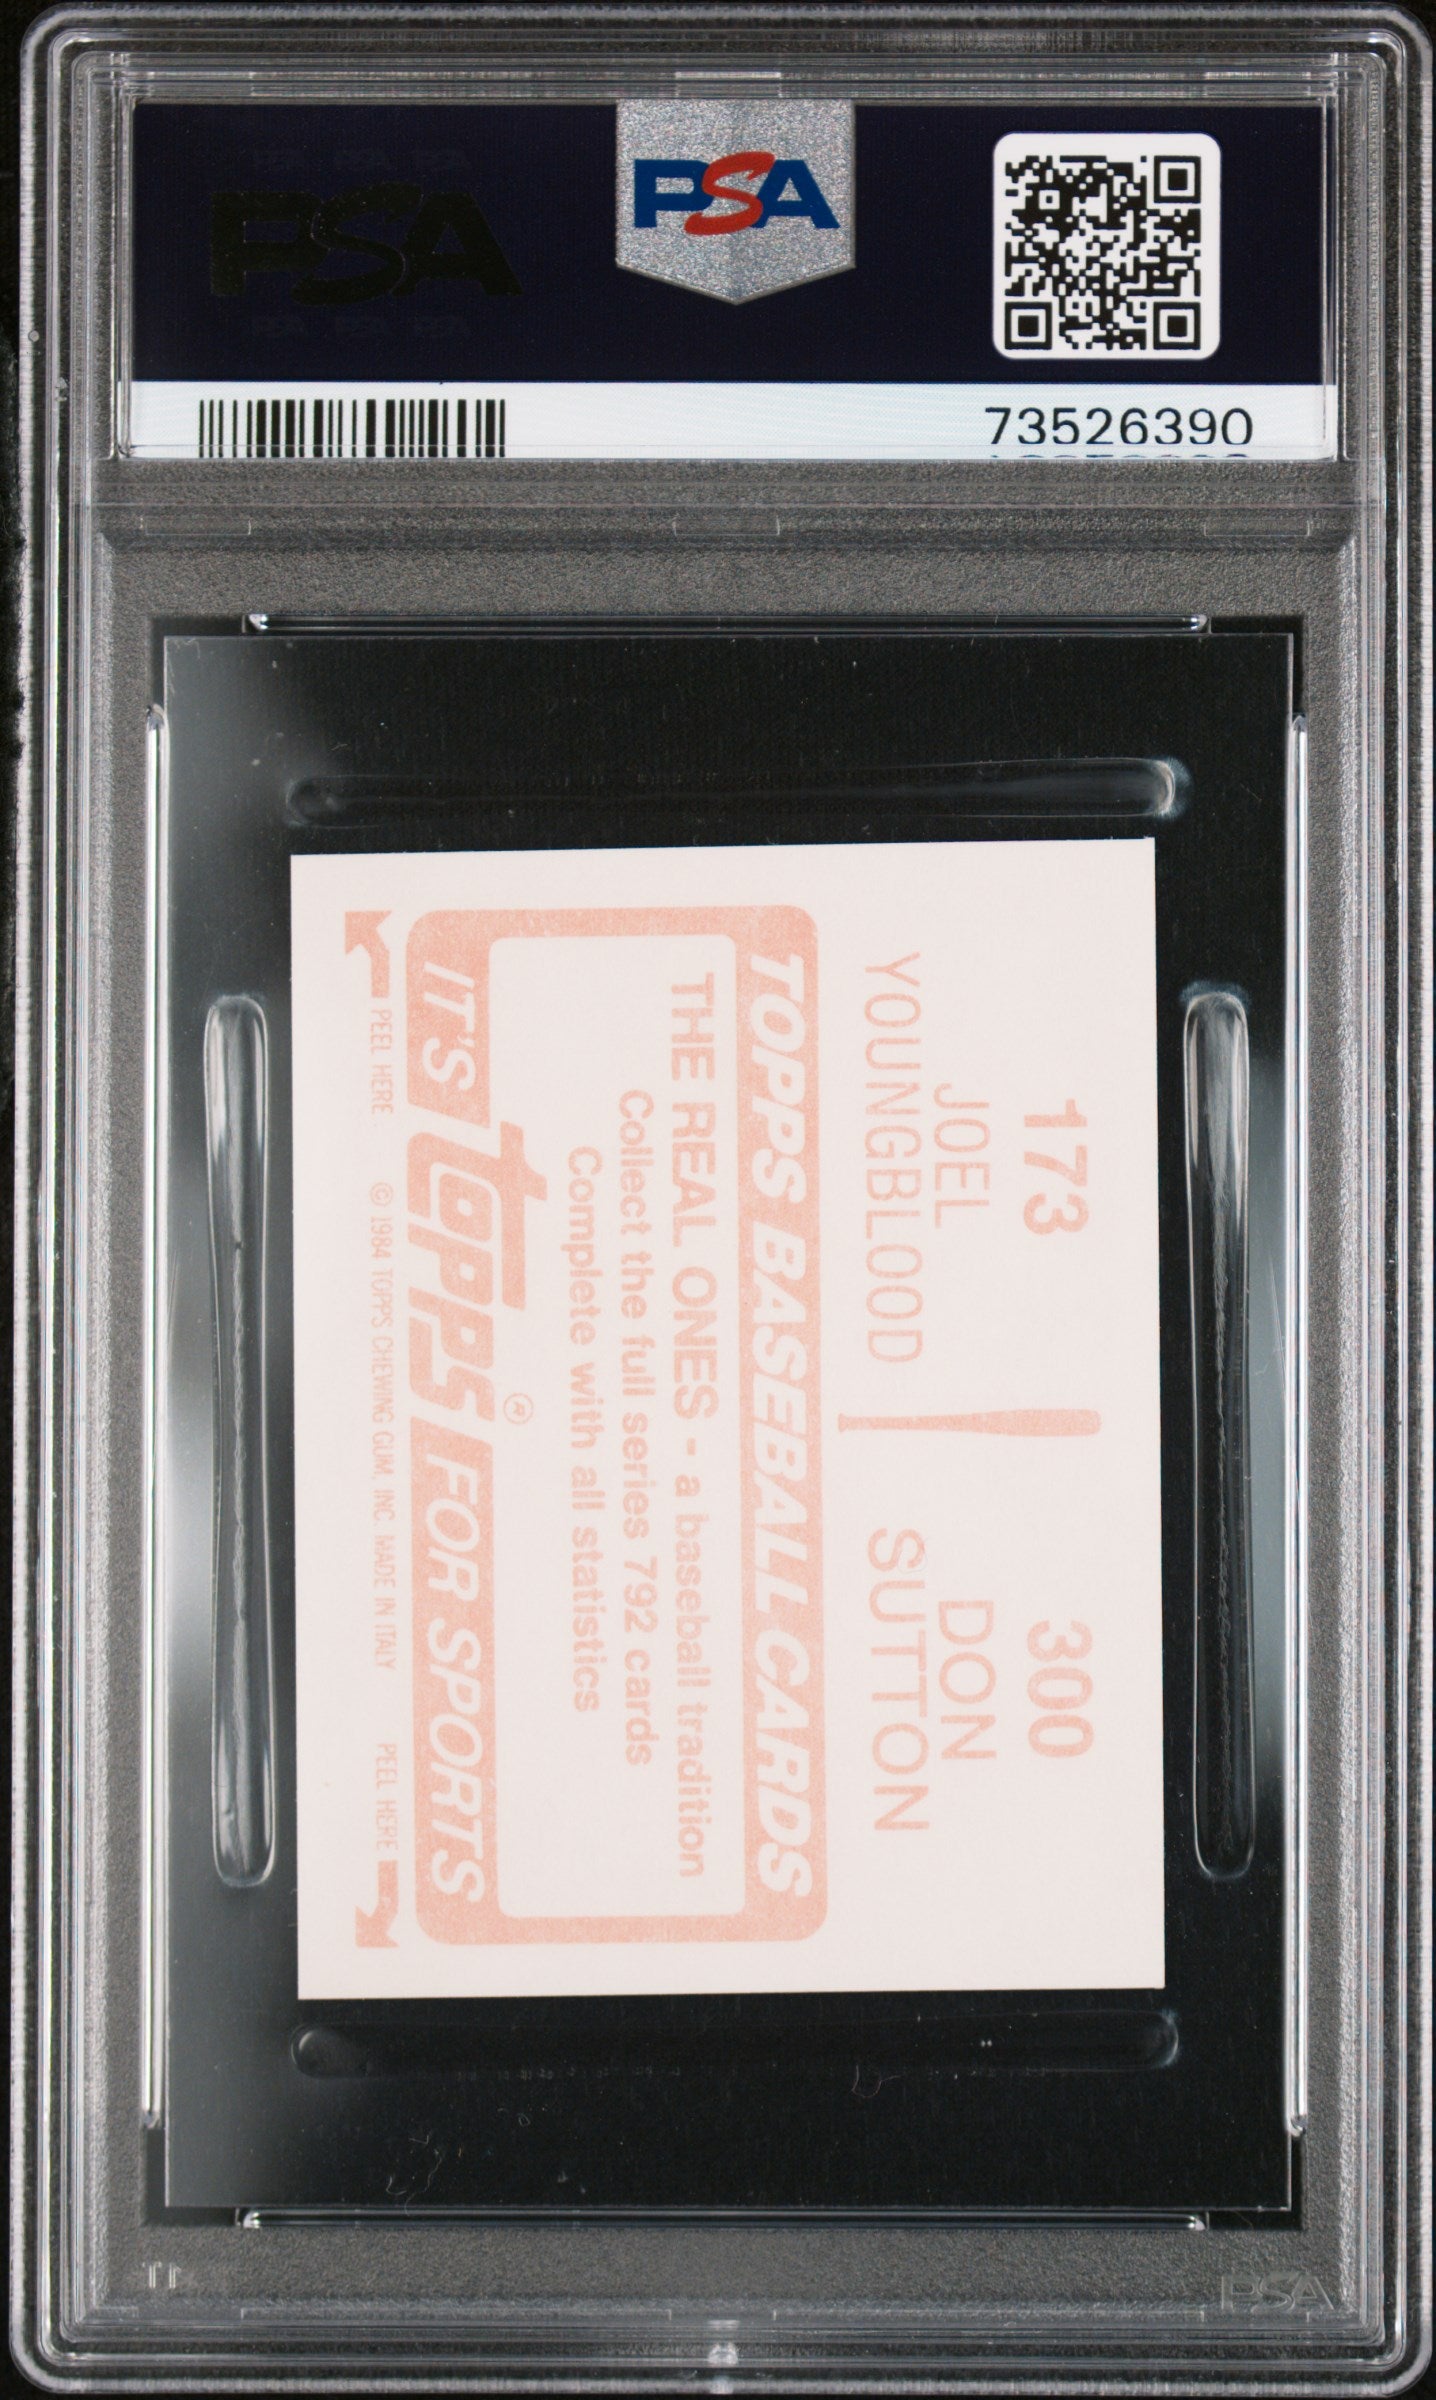 PSA
PSA
73526390
173
JOEL
YOUNGBLOOD
300
DON
SUTTON
TOPPS BASEBALL CARDS
THE REAL ONES - a baseball tradition
Collect the full series 792 cards
Complete with all statistics
IT'S topps® FOR SPORTS
PEEL HERE © 1984 TOPPS CHEWING GUM, INC. MADE IN ITALY PEEL HERE
PSA